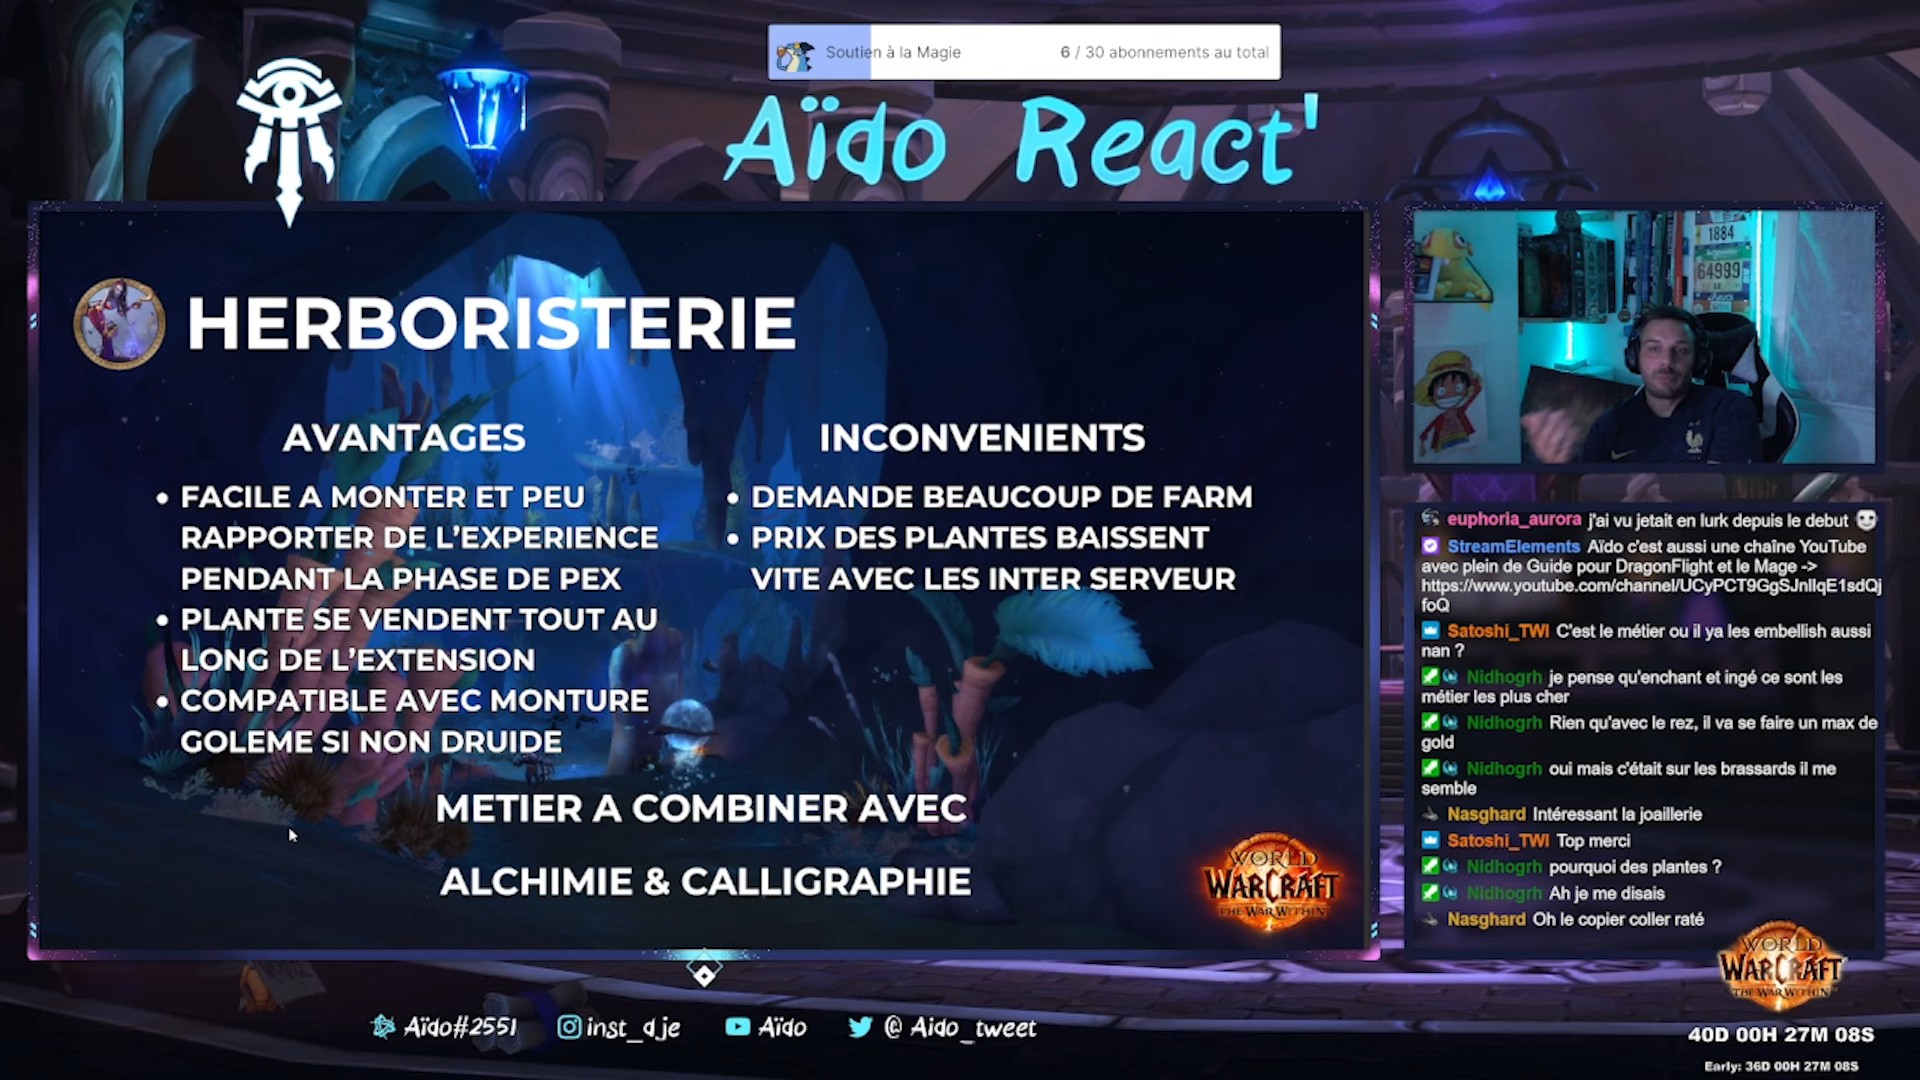 Soutien à la Magie
6 / 30 abonnements au total
Aïdo React'
HERBORISTERIE
AVANTAGES
• FACILE A MONTER ET PEU
RAPPORTER DE L'EXPERIENCE
PENDANT LA PHASE DE PEX
• PLANTE SE VENDENT TOUT AU
LONG DE L'EXTENSION
• COMPATIBLE AVEC MONTURE
GOLEME SI NON DRUIDE
INCONVENIENTS
• DEMANDE BEAUCOUP DE FARM
• PRIX DES PLANTES BAISSENT
VITE AVEC LES INTER SERVEUR
METIER A COMBINER AVEC
ALCHIMIE & CALLIGRAPHIE
WORLD
WARCRAFT
THE WAR WITHIN
1884
64999
euphoria_aurora j'ai vu jetait en lurk depuis le debut
StreamElements Aïdo c'est aussi une chaîne YouTube
avec plein de Guide pour DragonFlight et le Mage ->
https://www.youtube.com/channel/UCyPCT9GgSJnIlqE1sdQj
foQ
Satoshi_TWI C'est le métier ou il ya les embellish aussi
nan ?
Nidhogrh je pense qu'enchant et ingé ce sont les
métier les plus cher
Nidhogrh Rien qu'avec le rez, il va se faire un max de
gold
Nidhogrh oui mais c'était sur les brassards il me
semble
Nasghard Intéressant la joaillerie
Satoshi_TWI Top merci
Nidhogrh pourquoi des plantes ?
Nidhogrh Ah je me disais
Nasghard Oh le copier coller raté
WORLD
WARCRAFT
THE WAR WITHIN
Aïdo#2551
inst_dje
Aïdo
@ Aido_tweet
40D 00H 27M 08S
Early: 36D 00H 27M 08S